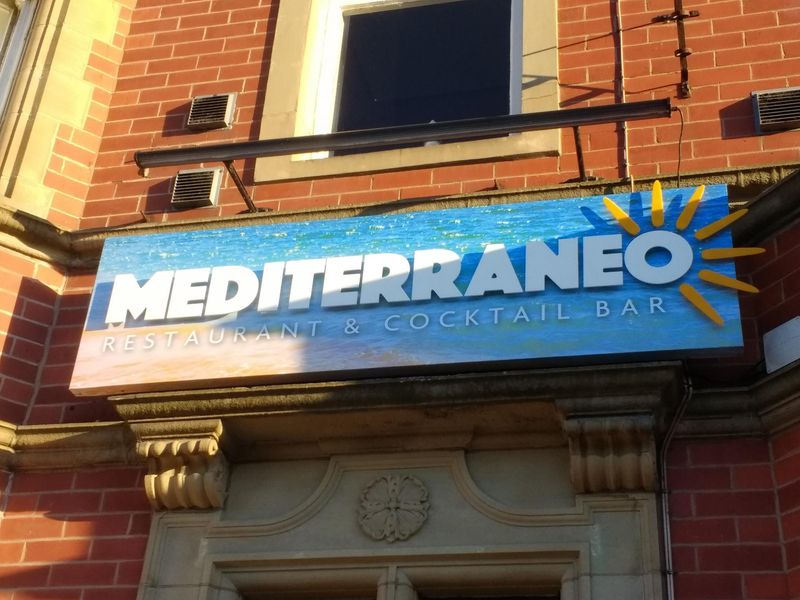 MEDITERRANEO
RESTAURANT & COCKTAIL BAR